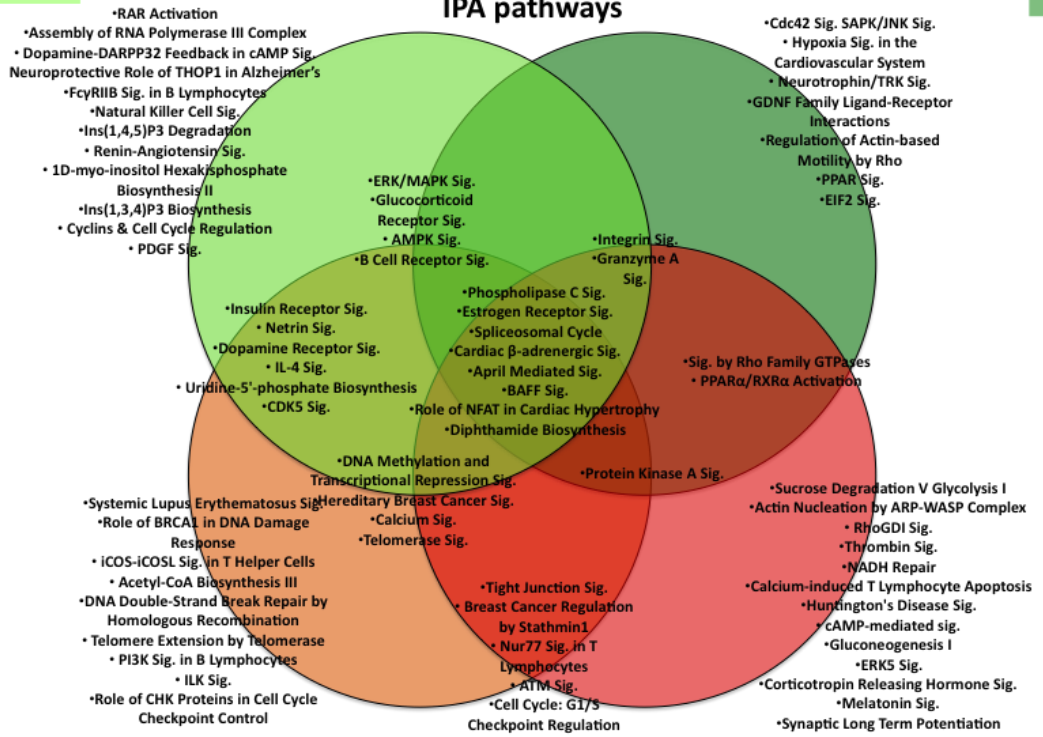 IPA pathways
•RAR Activation
•Assembly of RNA Polymerase III Complex
• Dopamine-DARPP32 Feedback in cAMP Sig.
Neuroprotective Role of THOP1 in Alzheimer's
•FcγRIIB Sig. in B Lymphocytes
•Natural Killer Cell Sig.
•Ins(1,4,5)P3 Degradation
• Renin-Angiotensin Sig.
• 1D-myo-inositol Hexakisphosphate
Biosynthesis II
•Ins(1,3,4)P3 Biosynthesis
• Cyclins & Cell Cycle Regulation
• PDGF Sig.
•Cdc42 Sig. SAPK/JNK Sig.
• Hypoxia Sig. in the
Cardiovascular System
• Neurotrophin/TRK Sig.
•GDNF Family Ligand-Receptor
Interactions
•Regulation of Actin-based
Motility by Rho
•PPAR Sig.
•EIF2 Sig.
•ERK/MAPK Sig.
•Glucocorticoid
Receptor Sig.
• AMPK Sig.
•B Cell Receptor Sig.
•Integrin Sig.
•Granzyme A
Sig.
•Insulin Receptor Sig.
• Netrin Sig.
•Dopamine Receptor Sig.
• IL-4 Sig.
• Uridine-5'-phosphate Biosynthesis
•CDK5 Sig.
•Phospholipase C Sig.
•Estrogen Receptor Sig.
•Spliceosomal Cycle
•Cardiac β-adrenergic Sig.
•April Mediated Sig.
•BAFF Sig.
•Role of NFAT in Cardiac Hypertrophy
•Diphthamide Biosynthesis
•Sig. by Rho Family GTPases
• PPARα/RXRα Activation
•DNA Methylation and
Transcriptional Repression Sig.
•Hereditary Breast Cancer Sig.
•Calcium Sig.
•Telomerase Sig.
•Protein Kinase A Sig.
•Systemic Lupus Erythematosus Sig.
•Role of BRCA1 in DNA Damage
Response
• iCOS-iCOSL Sig. in T Helper Cells
• Acetyl-CoA Biosynthesis III
•DNA Double-Strand Break Repair by
Homologous Recombination
• Telomere Extension by Telomerase
• PI3K Sig. in B Lymphocytes
• ILK Sig.
•Role of CHK Proteins in Cell Cycle
Checkpoint Control
•Tight Junction Sig.
• Breast Cancer Regulation
by Stathmin1
• Nur77 Sig. in T
Lymphocytes
• ATM Sig.
•Cell Cycle: G1/S
Checkpoint Regulation
•Sucrose Degradation V Glycolysis I
•Actin Nucleation by ARP-WASP Complex
• RhoGDI Sig.
•Thrombin Sig.
•NADH Repair
•Calcium-induced T Lymphocyte Apoptosis
•Huntington's Disease Sig.
• cAMP-mediated sig.
•Gluconeogenesis I
•ERK5 Sig.
•Corticotropin Releasing Hormone Sig.
•Melatonin Sig.
•Synaptic Long Term Potentiation